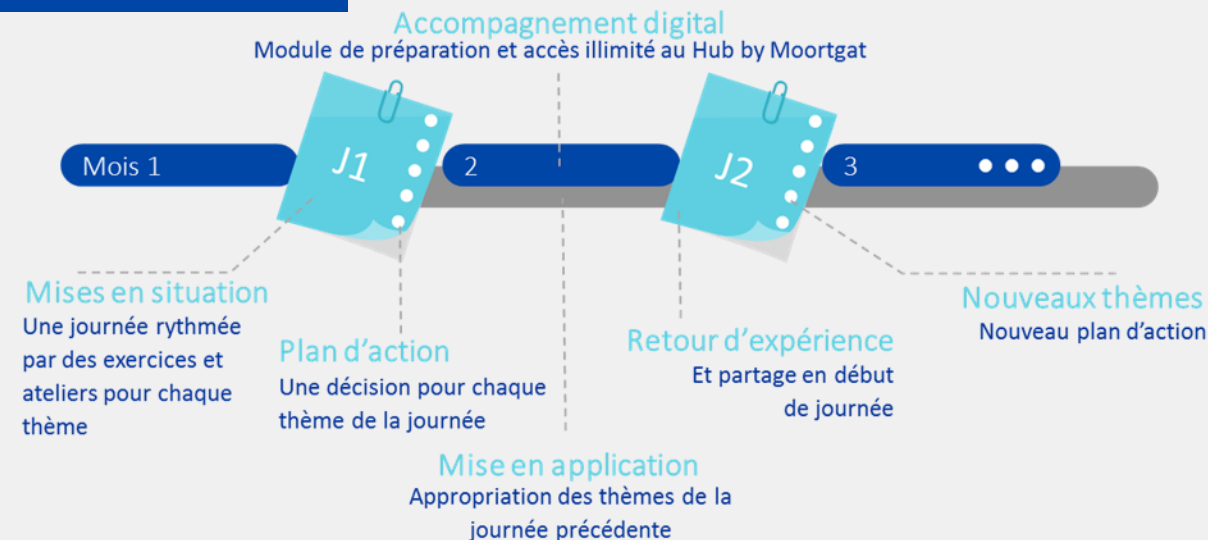 Accompagnement digital
Module de préparation et accès illimité au Hub by Moortgat
Mois 1
J1
2
J2
3
Mises en situation
Une journée rythmée
par des exercices et
ateliers pour chaque
thème
Plan d'action
Une décision pour chaque
thème de la journée
Retour d'expérience
Et partage en début
de journée
Nouveaux thèmes
Nouveau plan d'action
Mise en application
Appropriation des thèmes de la
journée précédente